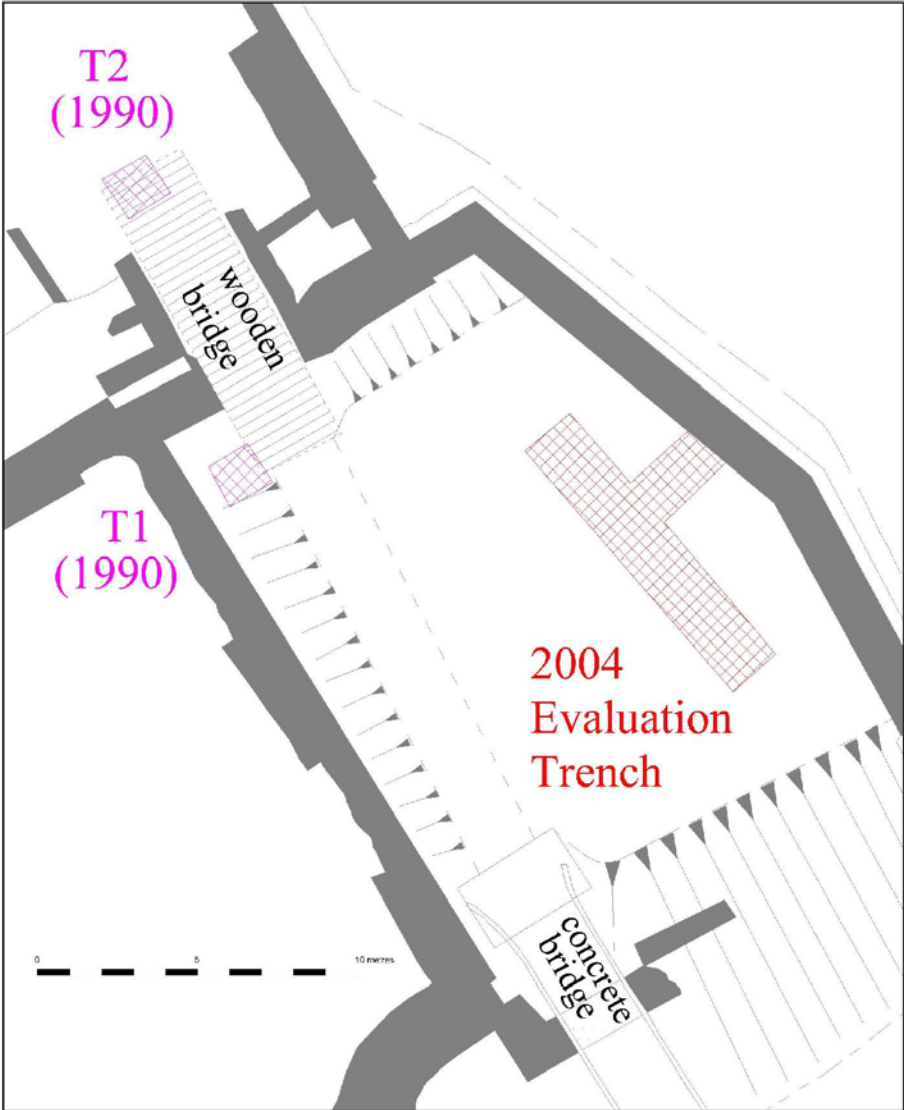 T2
(1990)
wooden
bridge
T1
(1990)
2004
Evaluation
Trench
concrete
bridge
0 5 10 metres